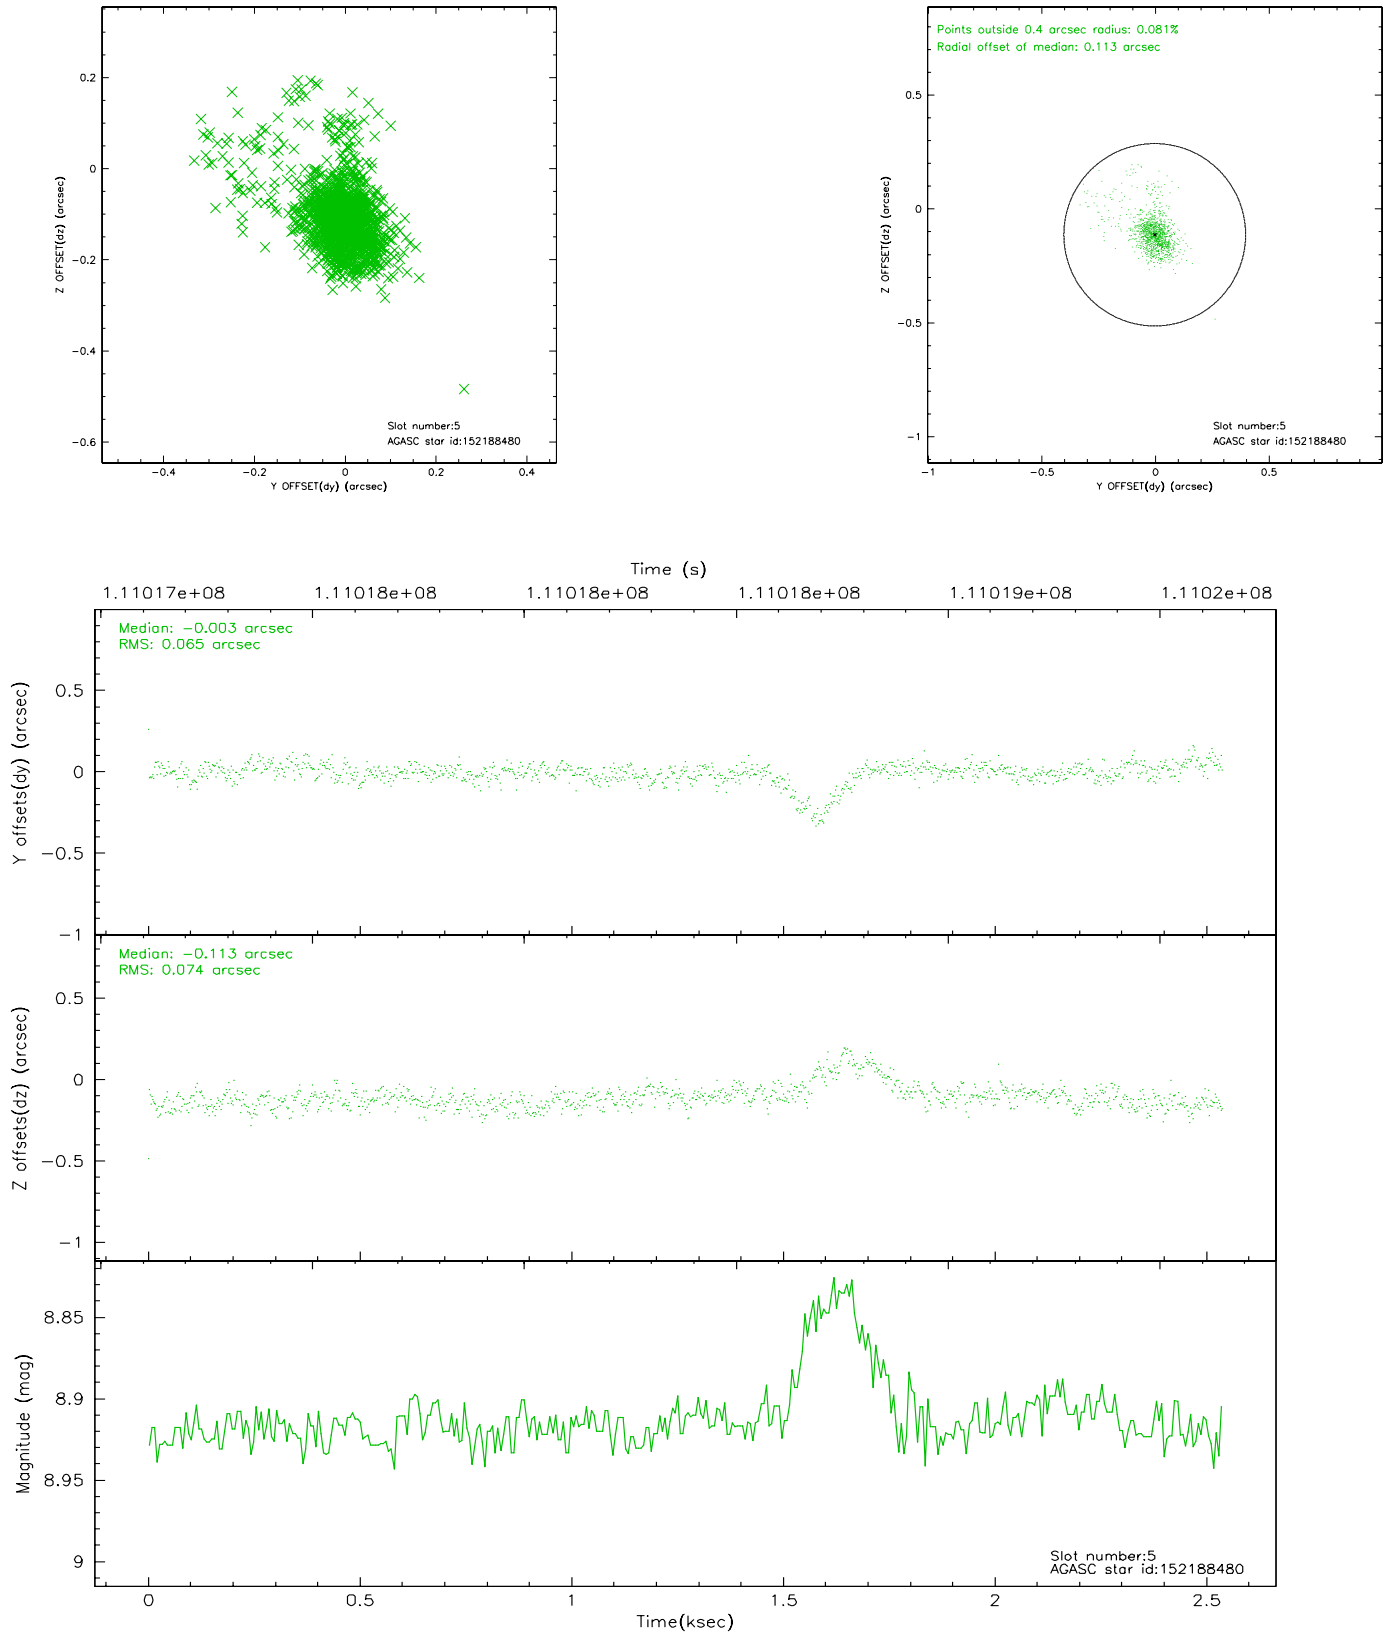 0.2
0
−0.2
−0.4
−0.6
Z OFFSET(dz) (arcsec)
Slot number:5
AGASC star id:152188480
−0.4 −0.2 0 0.2 0.4
Y OFFSET(dy) (arcsec)
Points outside 0.4 arcsec radius: 0.081%
Radial offset of median: 0.113 arcsec
0.5
0
−0.5
−1
Z OFFSET(dz) (arcsec)
Slot number:5
AGASC star id:152188480
−1 −0.5 0 0.5
Y OFFSET(dy) (arcsec)
Time (s)
1.11017e+08 1.11018e+08 1.11018e+08 1.11018e+08 1.11019e+08 1.1102e+08
Median: −0.003 arcsec
RMS: 0.065 arcsec
0.5
0
−0.5
−1
Y offsets(dy) (arcsec)
Median: −0.113 arcsec
RMS: 0.074 arcsec
0.5
0
−0.5
−1
Z offsets(dz) (arcsec)
8.85
8.9
8.95
9
Magnitude (mag)
Slot number:5
AGASC star id:152188480
0 0.5 1 1.5 2 2.5
Time(ksec)